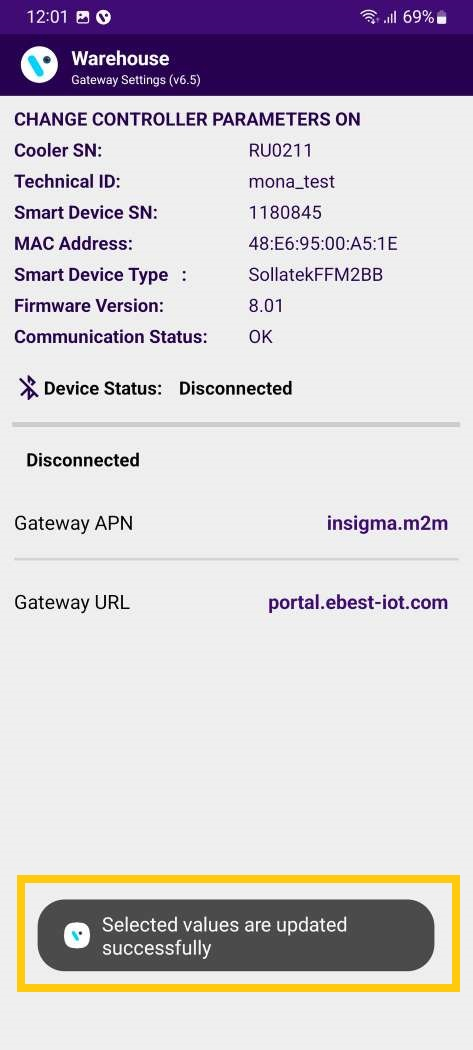 12:01 69%
Warehouse
Gateway Settings (v6.5)
CHANGE CONTROLLER PARAMETERS ON
Cooler SN: RU0211
Technical ID: mona_test
Smart Device SN: 1180845
MAC Address: 48:E6:95:00:A5:1E
Smart Device Type : SollatekFFM2BB
Firmware Version: 8.01
Communication Status: OK
Device Status: Disconnected
Disconnected
Gateway APN insigma.m2m
Gateway URL portal.ebest-iot.com
Selected values are updated
successfully